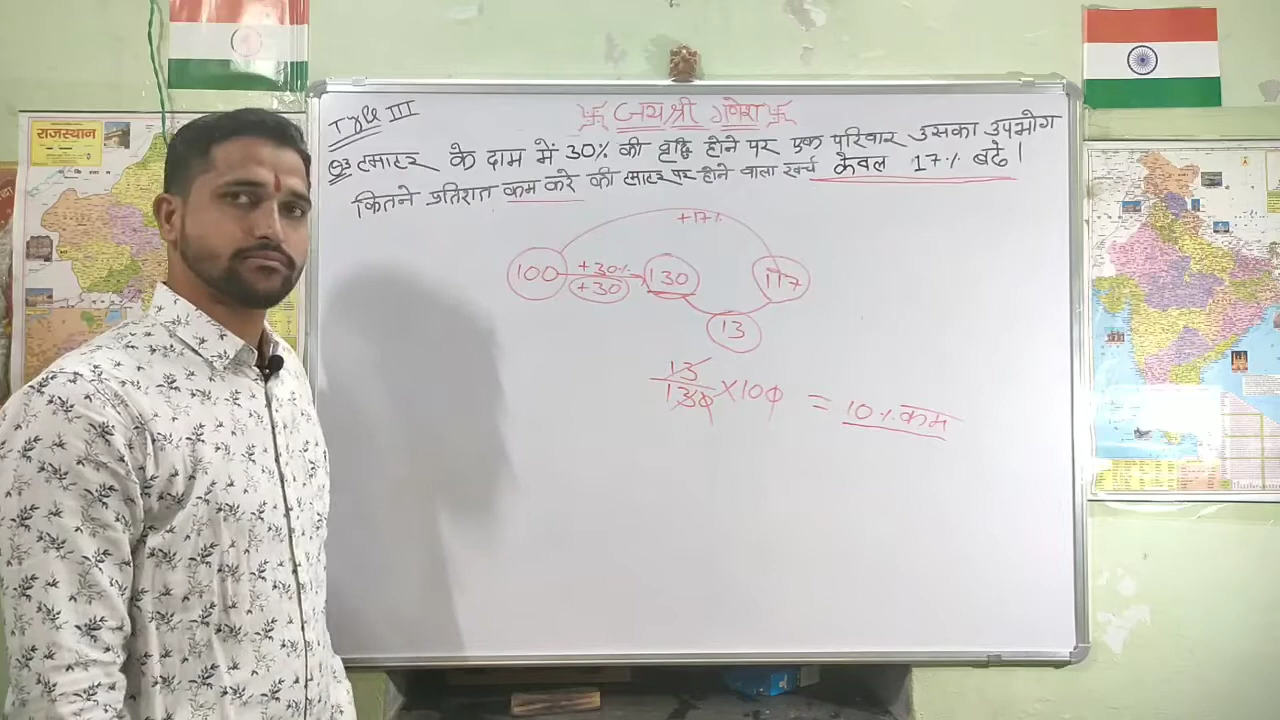 卐 जय श्री गणेश 卐
Type III
Q3 टमाटर के दाम में 30% की वृद्धि होने पर एक परिवार उसका उपभोग
कितने प्रतिशत कम करे की टमाटर पर होने वाला खर्च केवल 17% बढे।
+17%
100 +30% 130 117
+30
13
13
130 ×100 = 10% कम
राजस्थान